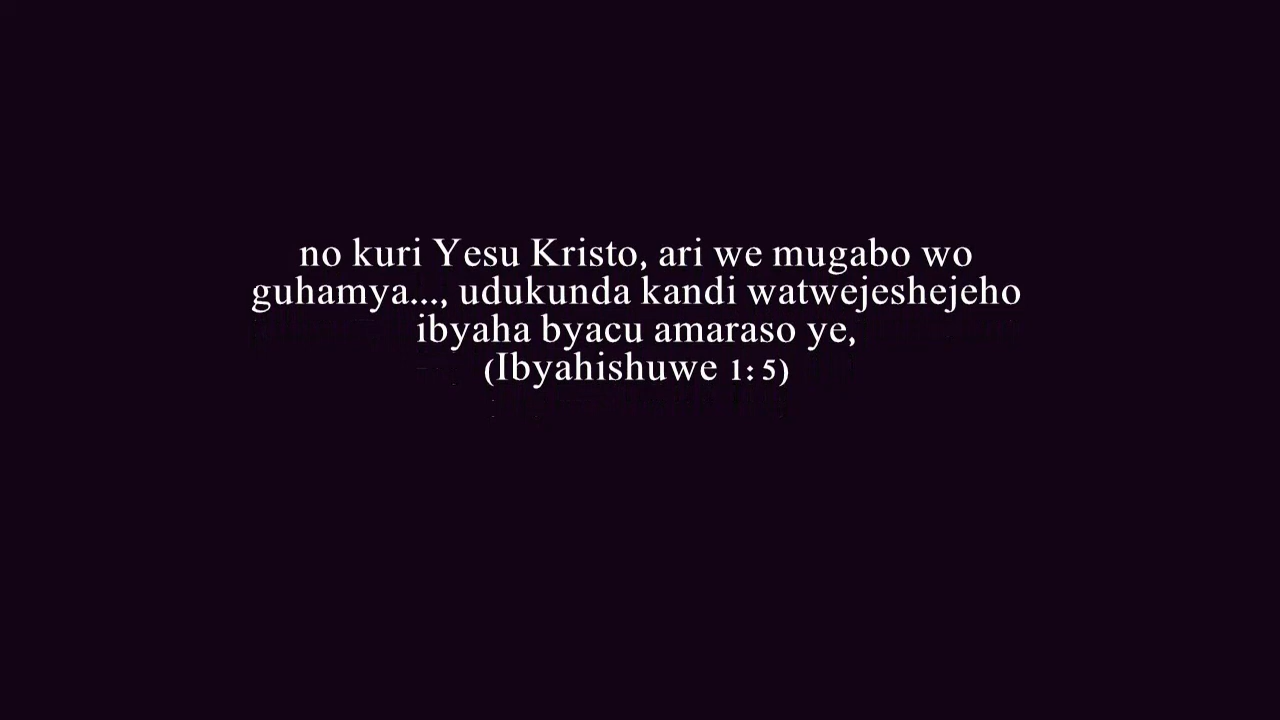 no kuri Yesu Kristo, ari we mugabo wo
guhamya..., udukunda kandi watwejeshejeho
ibyaha byacu amaraso ye,
(Ibyahishuwe 1: 5)